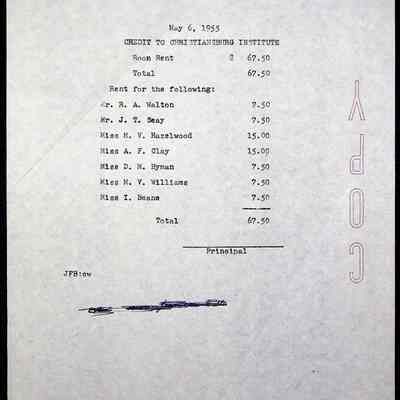 May 6, 1955
CREDIT TO CHRISTIANSBURG INSTITUTE
Room Rent $ 67.50
Total 67.50
Rent for the following:
Mr. R. A. Walton 7.50
Mr. J. T. Seay 7.50
Miss M. V. Hazelwood 15.00
Miss A. F. Clay 15.00
Miss D. M. Hyman 7.50
Miss M. V. Williams 7.50
Miss I. Beans 7.50
Total 67.50
Principal
JFB:cw
COPY